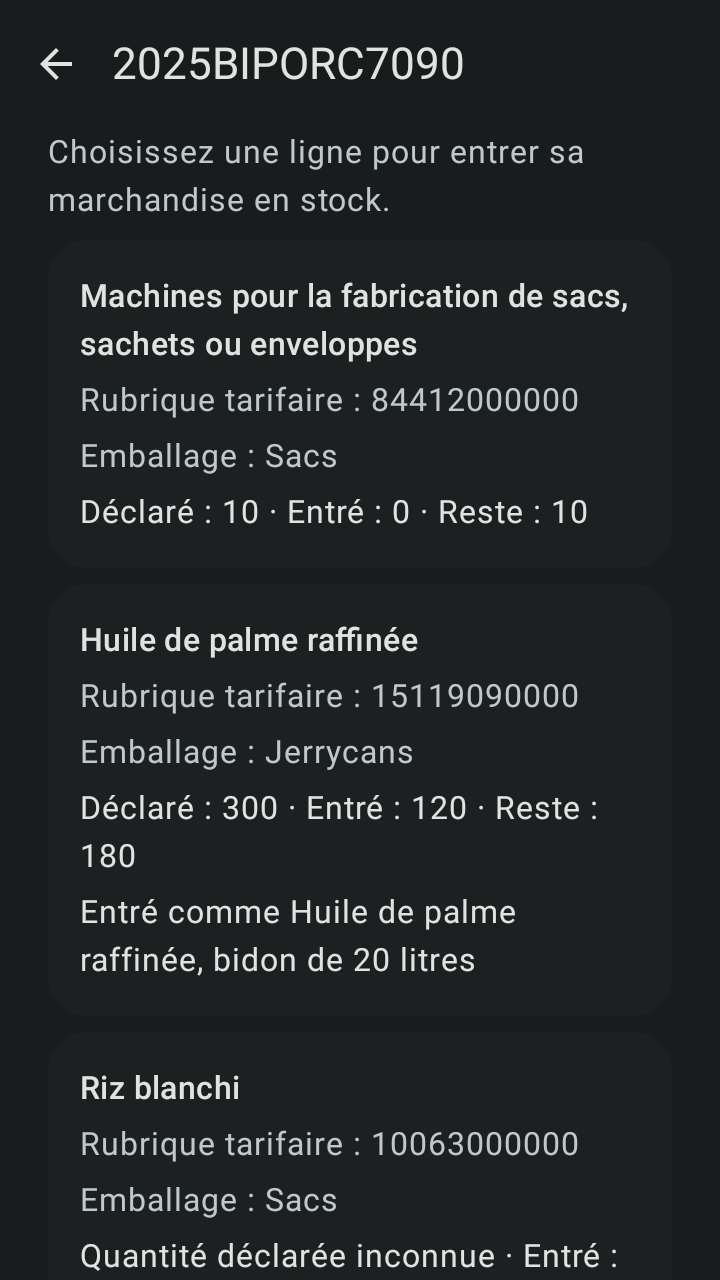 2025BIPORC7090
Choisissez une ligne pour entrer sa
marchandise en stock.
Machines pour la fabrication de sacs,
sachets ou enveloppes
Rubrique tarifaire : 84412000000
Emballage : Sacs
Déclaré : 10 · Entré : 0 · Reste : 10
Huile de palme raffinée
Rubrique tarifaire : 15119090000
Emballage : Jerrycans
Déclaré : 300 · Entré : 120 · Reste :
180
Entré comme Huile de palme
raffinée, bidon de 20 litres
Riz blanchi
Rubrique tarifaire : 10063000000
Emballage : Sacs
Quantité déclarée inconnue · Entré :